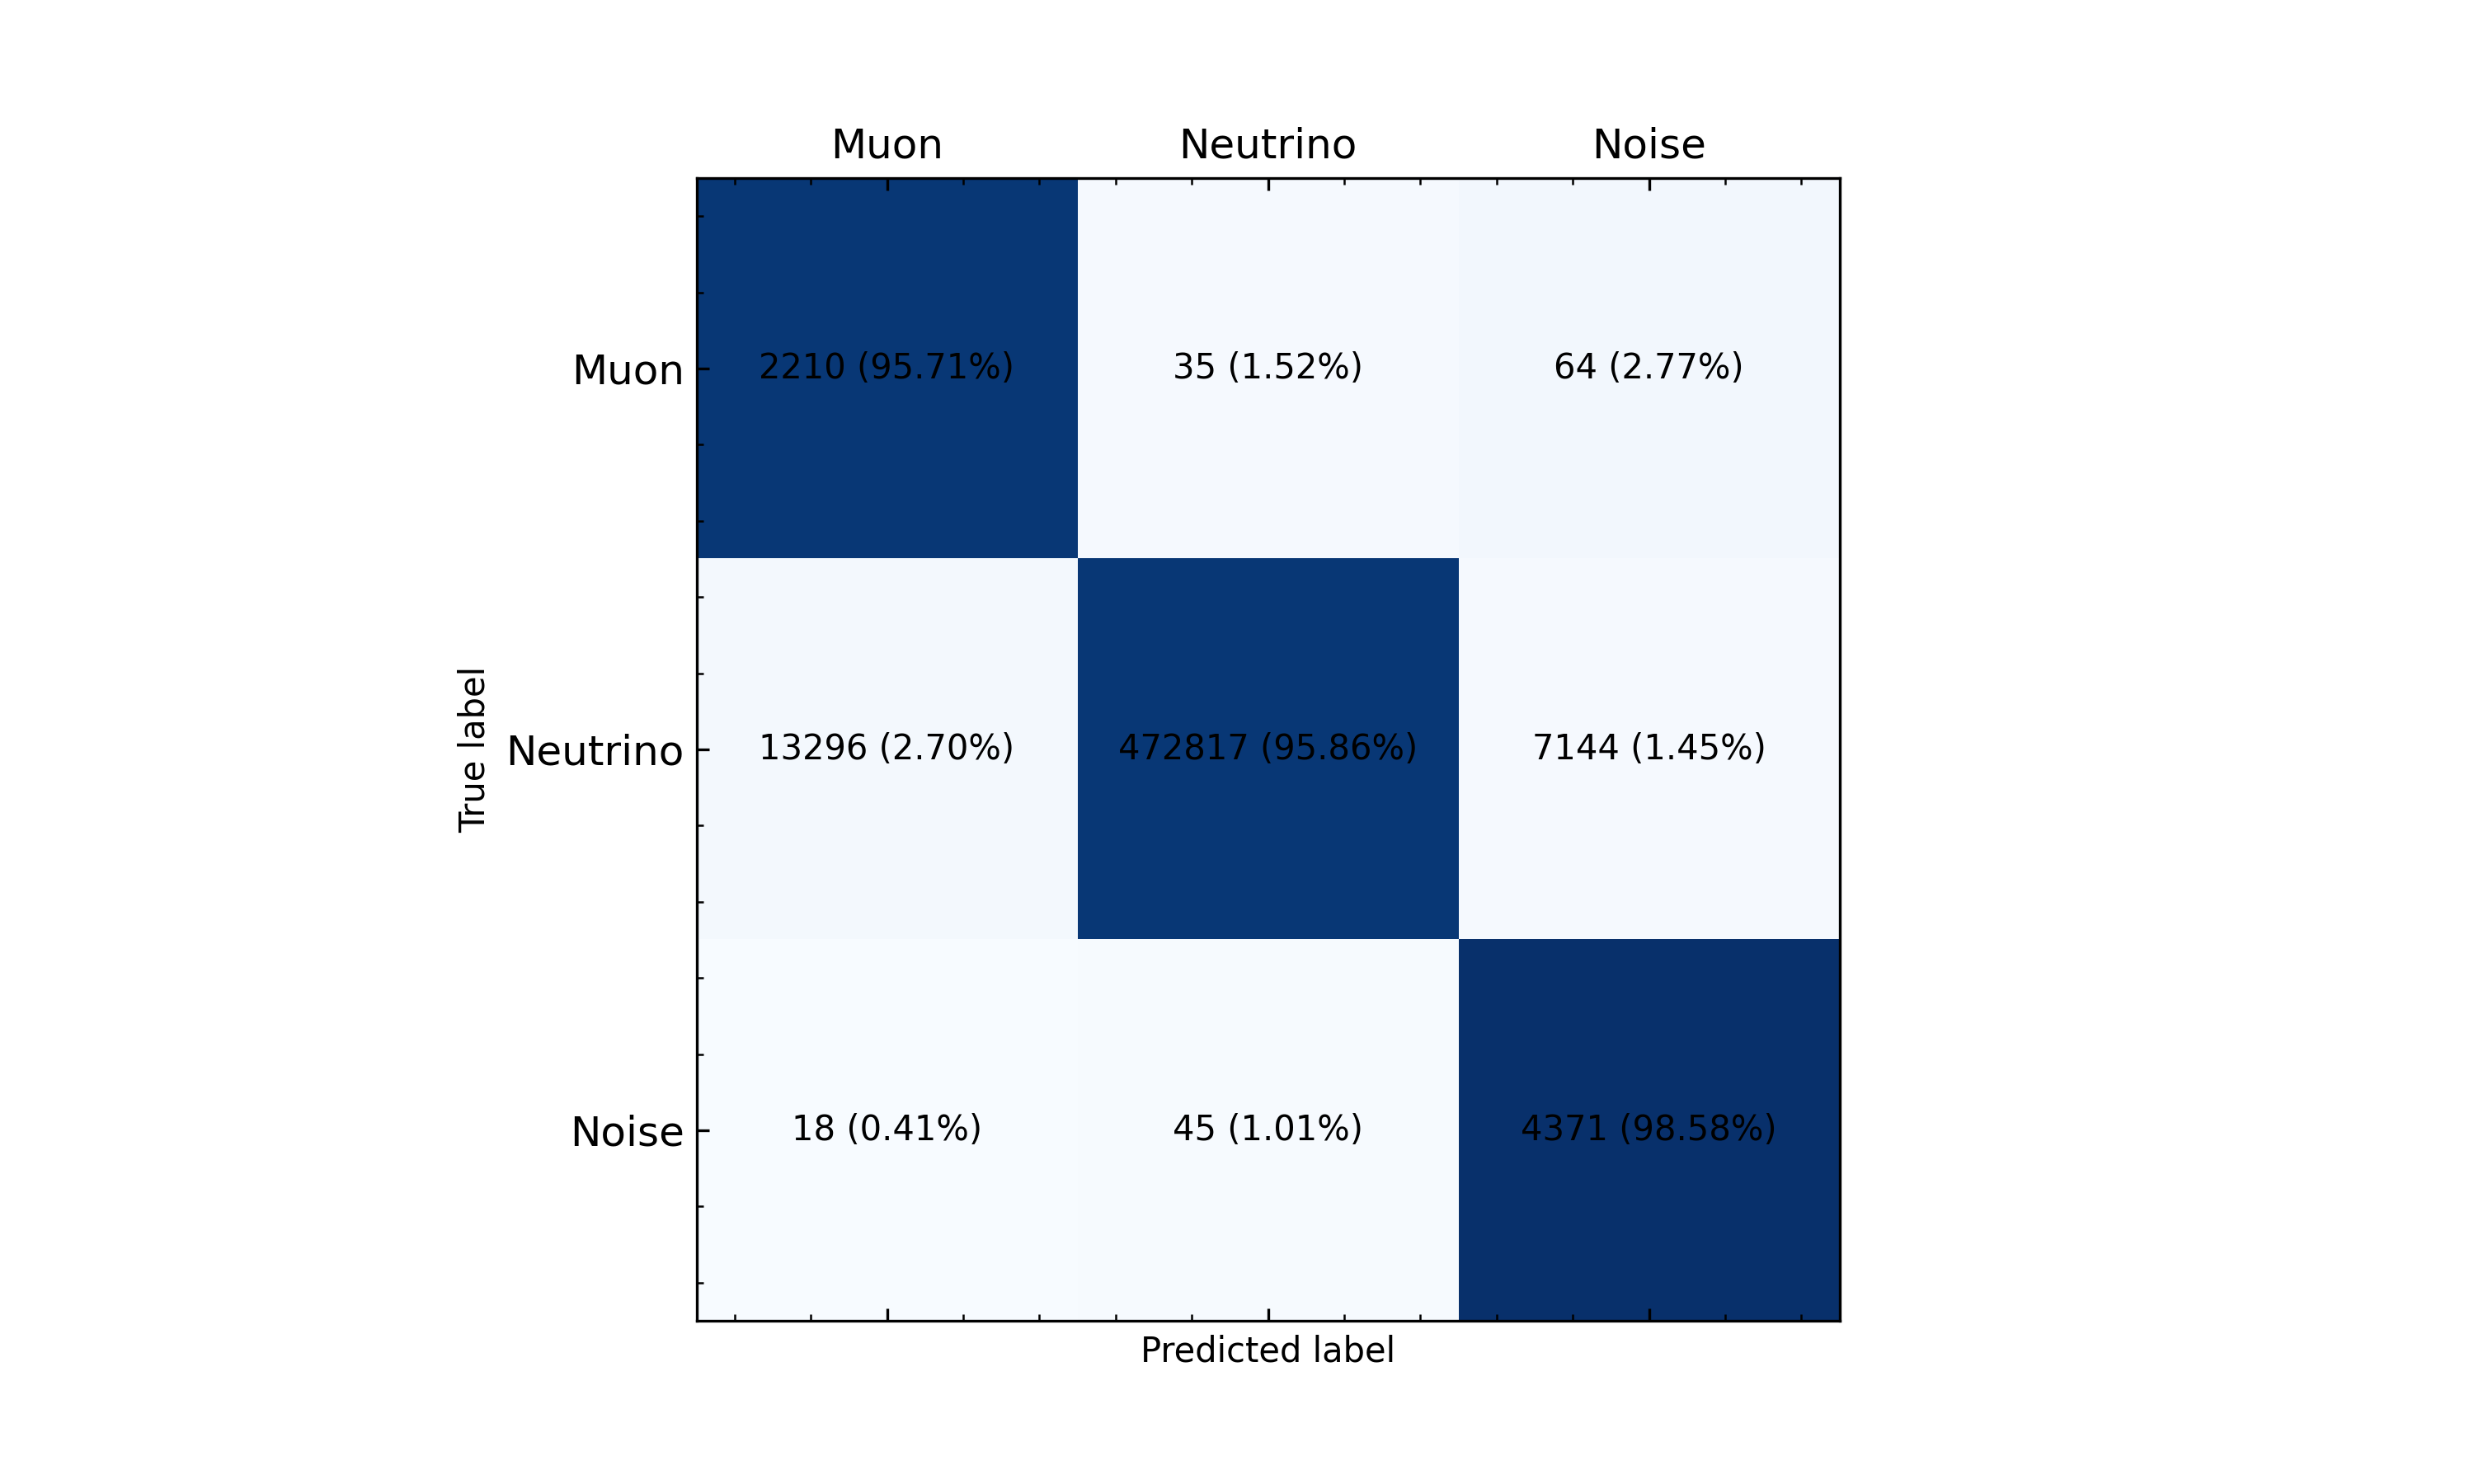 Muon Neutrino Noise
Muon 2210 (95.71%) 35 (1.52%) 64 (2.77%)
True label
Neutrino 13296 (2.70%) 472817 (95.86%) 7144 (1.45%)
Noise 18 (0.41%) 45 (1.01%) 4371 (98.58%)
Predicted label